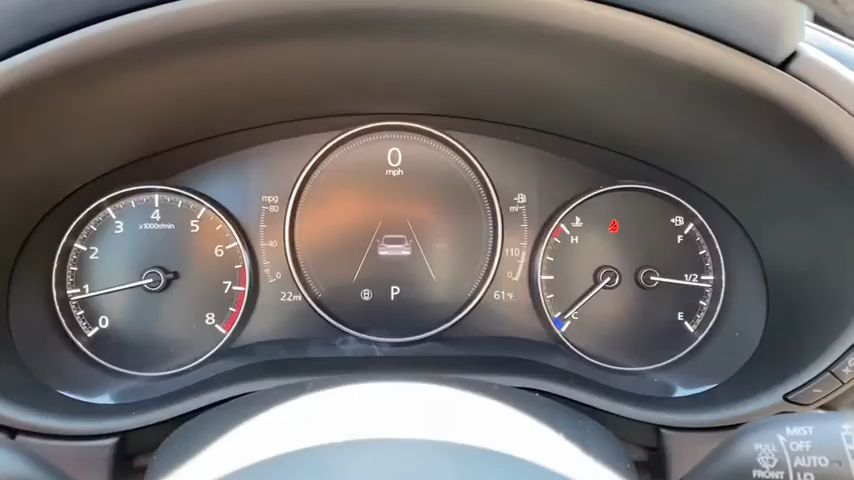 0
mph
mpg
80
40
0
22mi
P
mi
110
0
61°F
0
1
2
3
4
5
6
7
8
x1000r/min
H
C
F
1/2
E
MIST
OFF
AUTO
LO
PULL
FRONT